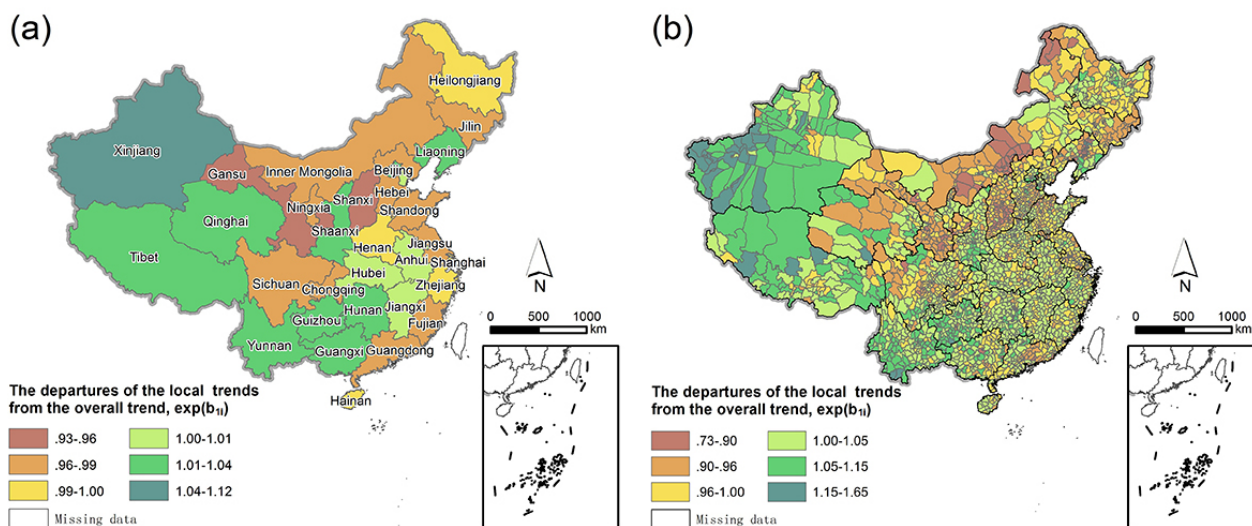 (a)
Heilongjiang
Jilin
Xinjiang
Liaoning
Gansu
Inner Mongolia
Beijing
Hebei
Ningxia
Shanxi
Shandong
Qinghai
Shaanxi
Henan
Jiangsu
Tibet
Anhui
Shanghai
Hubei
Sichuan
Chongqing
Zhejiang
Jiangxi
Hunan
Guizhou
Fujian
Yunnan
Guangxi
Guangdong
Hainan
N
0 500 1000
km
The departures of the local trends
from the overall trend, exp(b1i)
.93-.96 1.00-1.01
.96-.99 1.01-1.04
.99-1.00 1.04-1.12
Missing data
(b)
N
0 500 1000
km
The departures of the local trends
from the overall trend, exp(b1i)
.73-.90 1.00-1.05
.90-.96 1.05-1.15
.96-1.00 1.15-1.65
Missing data